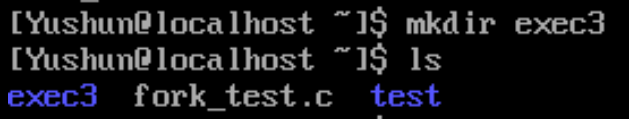 [Yushun@localhost ~]$ mkdir exec3
[Yushun@localhost ~]$ ls
exec3  fork_test.c  test